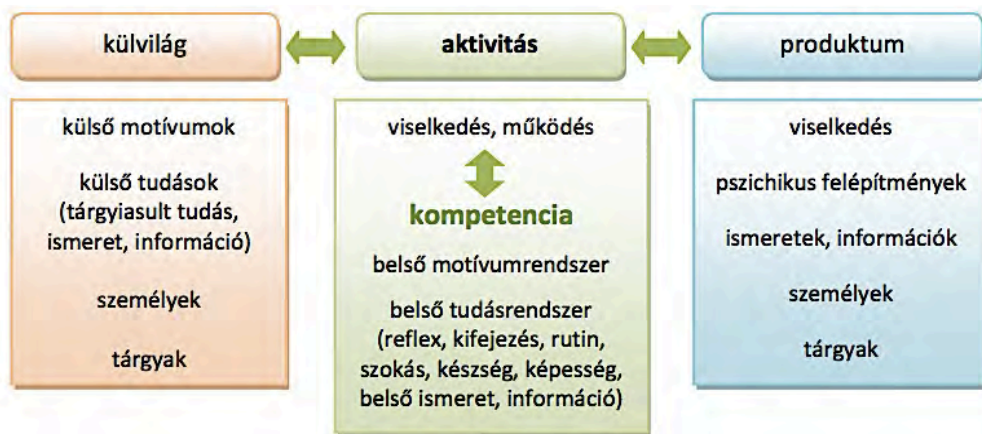 külvilág
aktivitás
produktum
külső motívumok
külső tudások
(tárgyiasult tudás,
ismeret, információ)
személyek
tárgyak
viselkedés, működés
kompetencia
belső motívumrendszer
belső tudásrendszer
(reflex, kifejezés, rutin,
szokás, készség, képesség,
belső ismeret, információ)
viselkedés
pszichikus felépítmények
ismeretek, információk
személyek
tárgyak